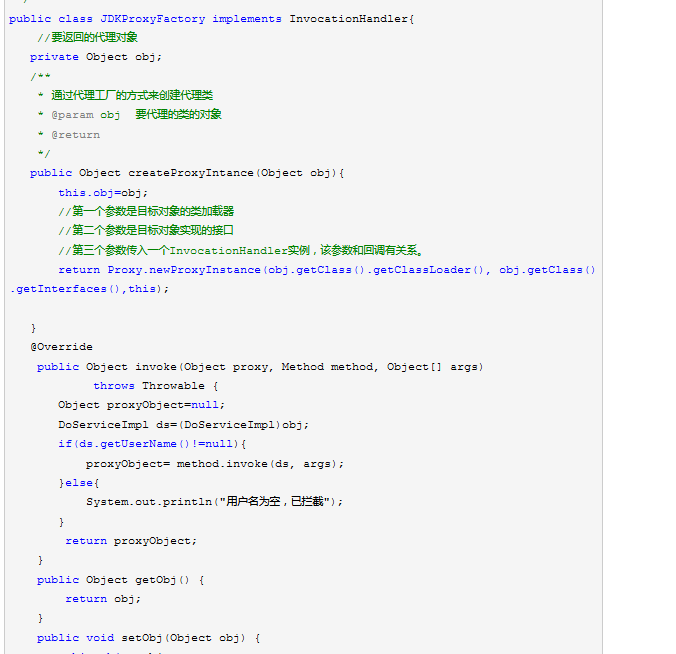 */
public class JDKProxyFactory implements InvocationHandler{
//要返回的代理对象
private Object obj;
/**
* 通过代理工厂的方式来创建代理类
* @param obj  要代理的类的对象
* @return
*/
public Object createProxyIntance(Object obj){
this.obj=obj;
//第一个参数是目标对象的类加载器
//第二个参数是目标对象实现的接口
//第三个参数传入一个InvocationHandler实例，该参数和回调有关系。
return Proxy.newProxyInstance(obj.getClass().getClassLoader(), obj.getClass()
.getInterfaces(),this);
}
@Override
public Object invoke(Object proxy, Method method, Object[] args)
throws Throwable {
Object proxyObject=null;
DoServiceImpl ds=(DoServiceImpl)obj;
if(ds.getUserName()!=null){
proxyObject= method.invoke(ds, args);
}else{
System.out.println("用户名为空，已拦截");
}
return proxyObject;
}
public Object getObj() {
return obj;
}
public void setObj(Object obj) {